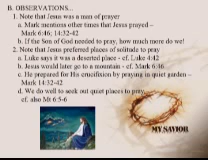 B. OBSERVATIONS...
1. Note that Jesus was a man of prayer
a. Mark mentions other times that Jesus prayed –
Mark 6:46; 14:32-42
b. If the Son of God needed to pray, how much more do we!
2. Note that Jesus preferred places of solitude to pray
a. Luke says it was a deserted place - cf. Luke 4:42
b. Jesus would later go to a mountain - cf. Mark 6:46
c. He prepared for His crucifixion by praying in quiet garden –
Mark 14:32-42
d. We do well to seek out quiet places to pray,
cf. also Mt 6:5-6
MY SAVIOR